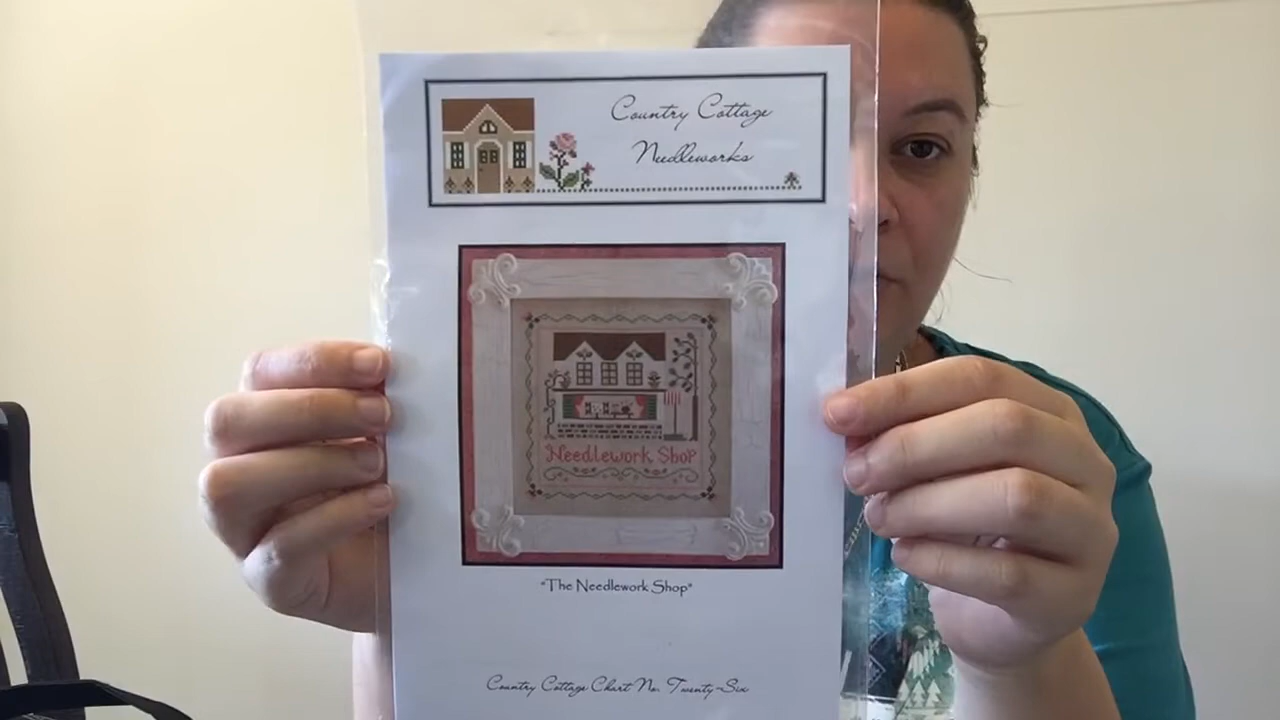 Country Cottage
Needleworks
Needlework Shop
"The Needlework Shop"
Country Cottage Chart No. Twenty-Six